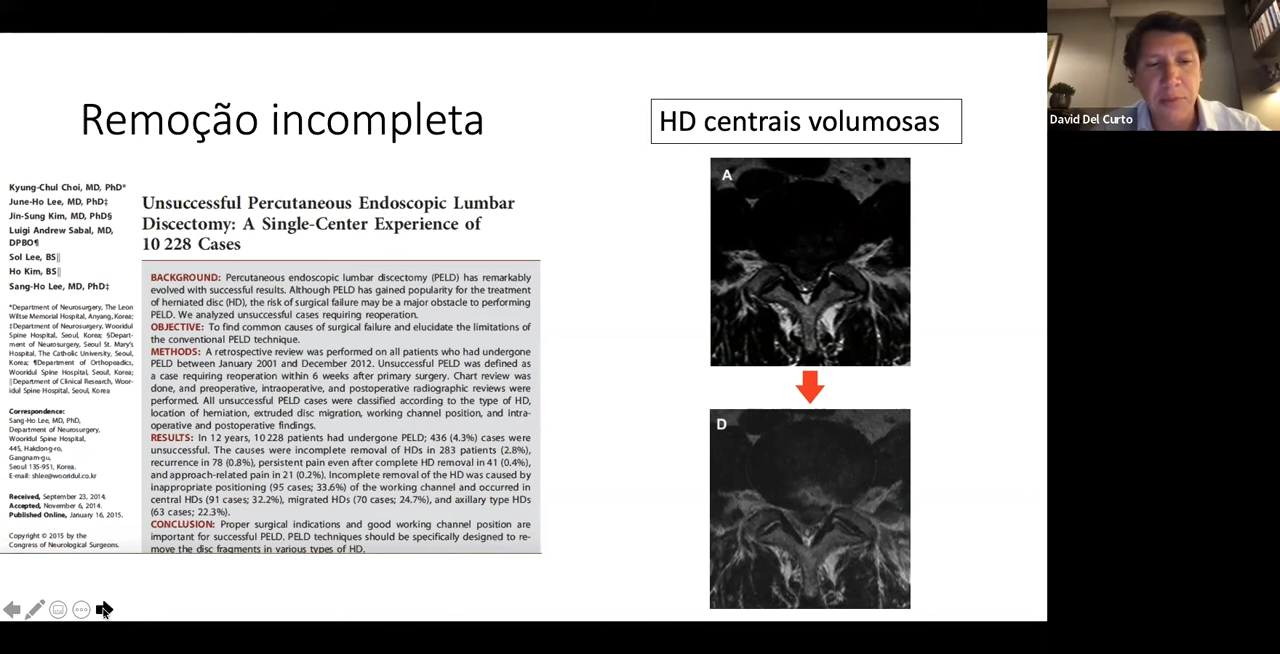 Remoção incompleta
HD centrais volumosas
Kyung-Chul Choi, MD, PhD*
June-Ho Lee, MD, PhD‡
Jin-Sung Kim, MD, PhD§
Luigi Andrew Sabal, MD,
DPBO¶
Sol Lee, BS||
Ho Kim, BS||
Sang-Ho Lee, MD, PhD‡
*Department of Neurosurgery, The Leon
Wiltse Memorial Hospital, Anyang, Korea;
‡Department of Neurosurgery, Wooridul
Spine Hospital, Seoul, Korea; §Depart-
ment of Neurosurgery, Seoul St. Mary's
Hospital, The Catholic University, Seoul,
Korea; ¶Department of Orthopaedics,
Wooridul Spine Hospital, Seoul, Korea;
||Department of Clinical Research, Woor-
idul Spine Hospital, Seoul, Korea
Correspondence:
Sang-Ho Lee, MD, PhD,
Department of Neurosurgery,
Wooridul Spine Hospital,
445, Hakdong-ro,
Gangnam-gu,
Seoul 135-951, Korea.
E-mail: shlee@wooridul.co.kr
Received, September 23, 2014.
Accepted, November 6, 2014.
Published Online, January 16, 2015.
Copyright © 2015 by the
Congress of Neurological Surgeons.
Unsuccessful Percutaneous Endoscopic Lumbar
Discectomy: A Single-Center Experience of
10 228 Cases
BACKGROUND: Percutaneous endoscopic lumbar discectomy (PELD) has remarkably
evolved with successful results. Although PELD has gained popularity for the treatment
of herniated disc (HD), the risk of surgical failure may be a major obstacle to performing
PELD. We analyzed unsuccessful cases requiring reoperation.
OBJECTIVE: To find common causes of surgical failure and elucidate the limitations of
the conventional PELD technique.
METHODS: A retrospective review was performed on all patients who had undergone
PELD between January 2001 and December 2012. Unsuccessful PELD was defined as
a case requiring reoperation within 6 weeks after primary surgery. Chart review was
done, and preoperative, intraoperative, and postoperative radiographic reviews were
performed. All unsuccessful PELD cases were classified according to the type of HD,
location of herniation, extruded disc migration, working channel position, and intra-
operative and postoperative findings.
RESULTS: In 12 years, 10 228 patients had undergone PELD; 436 (4.3%) cases were
unsuccessful. The causes were incomplete removal of HDs in 283 patients (2.8%),
recurrence in 78 (0.8%), persistent pain even after complete HD removal in 41 (0.4%),
and approach-related pain in 21 (0.2%). Incomplete removal of the HD was caused by
inappropriate positioning (95 cases; 33.6%) of the working channel and occurred in
central HDs (91 cases; 32.2%), migrated HDs (70 cases; 24.7%), and axillary type HDs
(63 cases; 22.3%).
CONCLUSION: Proper surgical indications and good working channel position are
important for successful PELD. PELD techniques should be specifically designed to re-
move the disc fragments in various types of HD.
A
D
David Del Curto